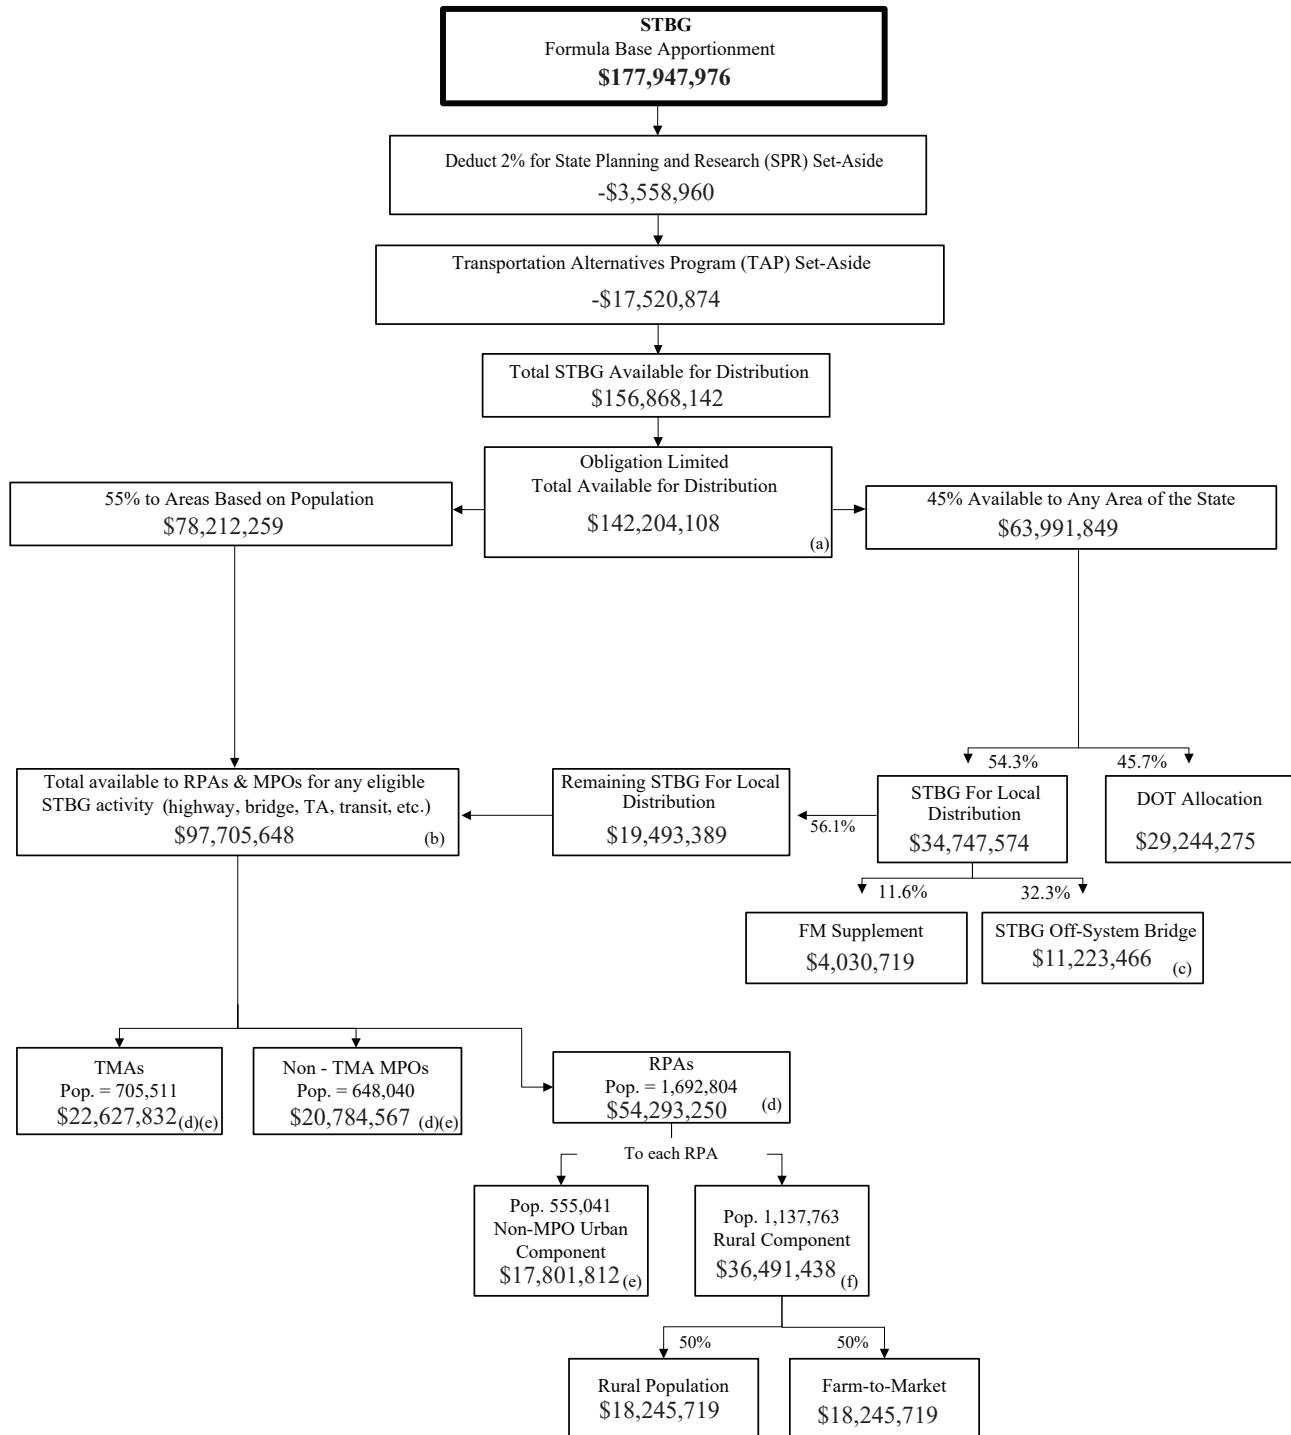 STBG
Formula Base Apportionment
$177,947,976
Deduct 2% for State Planning and Research (SPR) Set-Aside
-$3,558,960
Transportation Alternatives Program (TAP) Set-Aside
-$17,520,874
Total STBG Available for Distribution
$156,868,142
Obligation Limited
Total Available for Distribution
$142,204,108
(a)
55% to Areas Based on Population
$78,212,259
45% Available to Any Area of the State
$63,991,849
54.3%
45.7%
Total available to RPAs & MPOs for any eligible
STBG activity (highway, bridge, TA, transit, etc.)
$97,705,648
(b)
Remaining STBG For Local
Distribution
$19,493,389
56.1%
STBG For Local
Distribution
$34,747,574
DOT Allocation
$29,244,275
11.6%
32.3%
FM Supplement
$4,030,719
STBG Off-System Bridge
$11,223,466 (c)
TMAs
Pop. = 705,511
$22,627,832 (d)(e)
Non - TMA MPOs
Pop. = 648,040
$20,784,567 (d)(e)
RPAs
Pop. = 1,692,804
$54,293,250 (d)
To each RPA
Pop. 555,041
Non-MPO Urban
Component
$17,801,812 (e)
Pop. 1,137,763
Rural Component
$36,491,438 (f)
50%
50%
Rural Population
$18,245,719
Farm-to-Market
$18,245,719